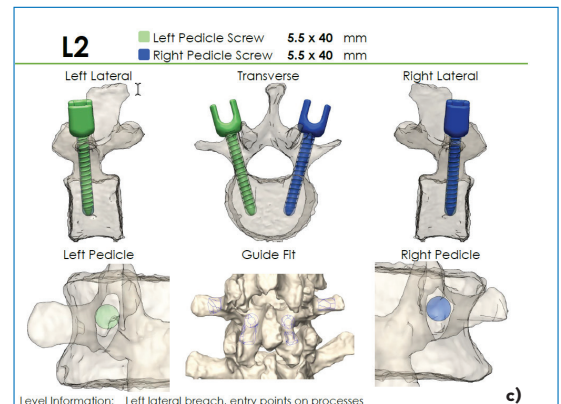 L2
Left Pedicle Screw 5.5 x 40 mm
Right Pedicle Screw 5.5 x 40 mm
Left Lateral Transverse Right Lateral
Left Pedicle Guide Fit Right Pedicle
Level Information: Left lateral breach, entry points on processes
c)